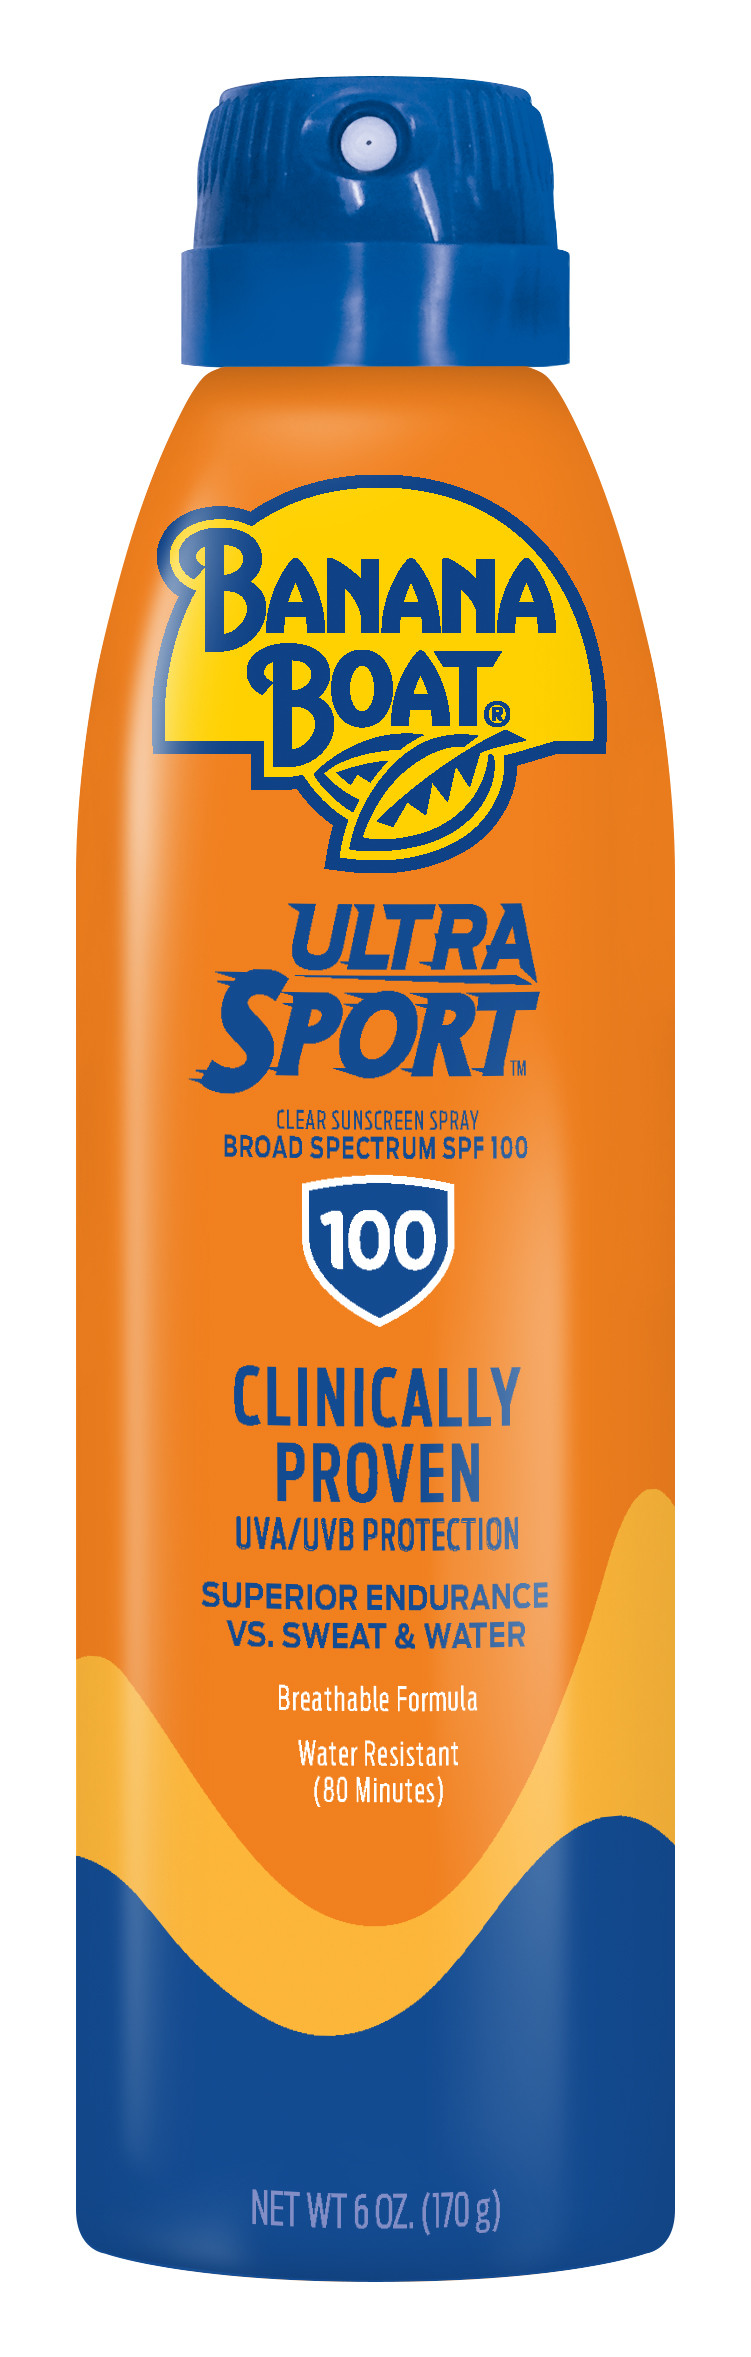 BANANA
BOAT®
ULTRA
SPORT™
CLEAR SUNSCREEN SPRAY
BROAD SPECTRUM SPF 100
100
CLINICALLY
PROVEN
UVA/UVB PROTECTION
SUPERIOR ENDURANCE
VS. SWEAT & WATER
Breathable Formula
Water Resistant
(80 Minutes)
NET WT 6 OZ. (170 g)